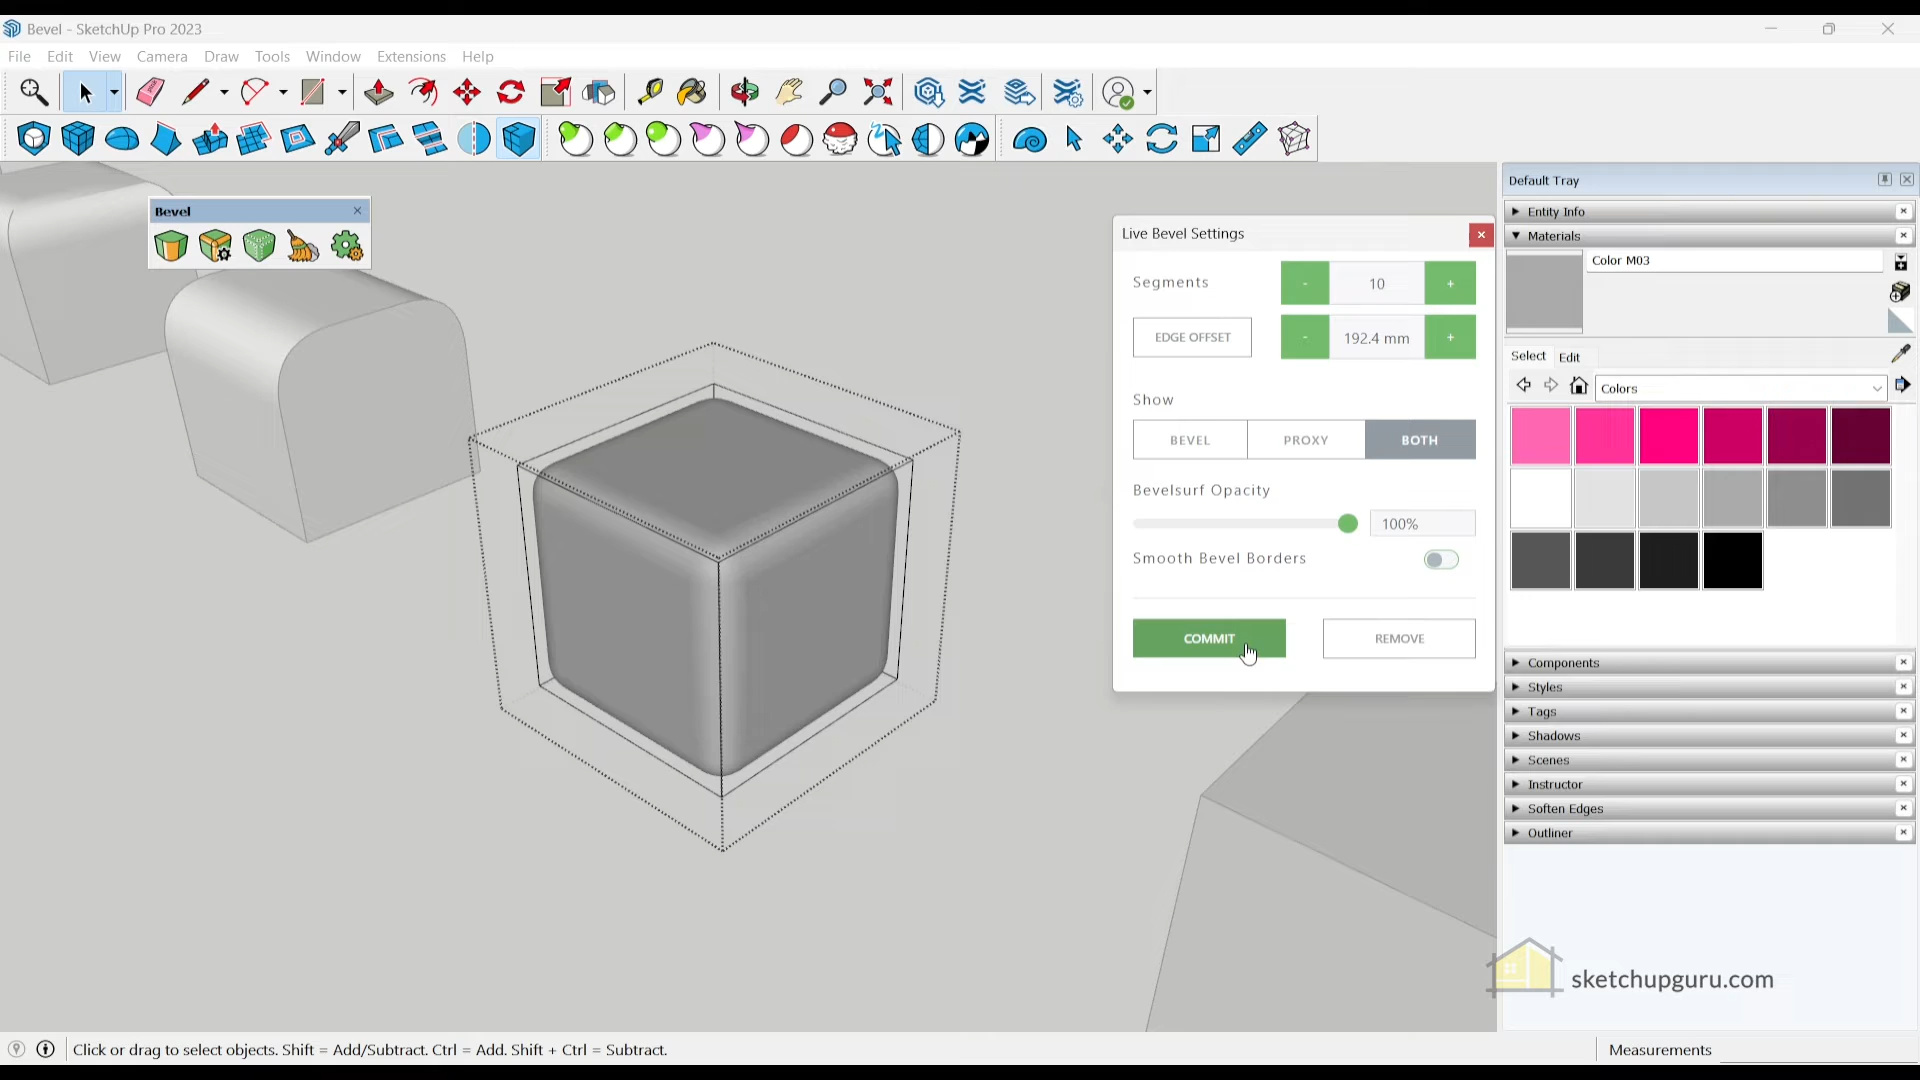 Bevel - SketchUp Pro 2023
File Edit View Camera Draw Tools Window Extensions Help
Bevel
Live Bevel Settings
Segments - 10 +
EDGE OFFSET - 192.4 mm +
Show
BEVEL PROXY BOTH
Bevelsurf Opacity
100%
Smooth Bevel Borders
COMMIT REMOVE
Default Tray
Entity Info
Materials
Color M03
Select Edit
Colors
Components
Styles
Tags
Shadows
Scenes
Instructor
Soften Edges
Outliner
sketchupguru.com
Click or drag to select objects. Shift = Add/Subtract. Ctrl = Add. Shift + Ctrl = Subtract.
Measurements